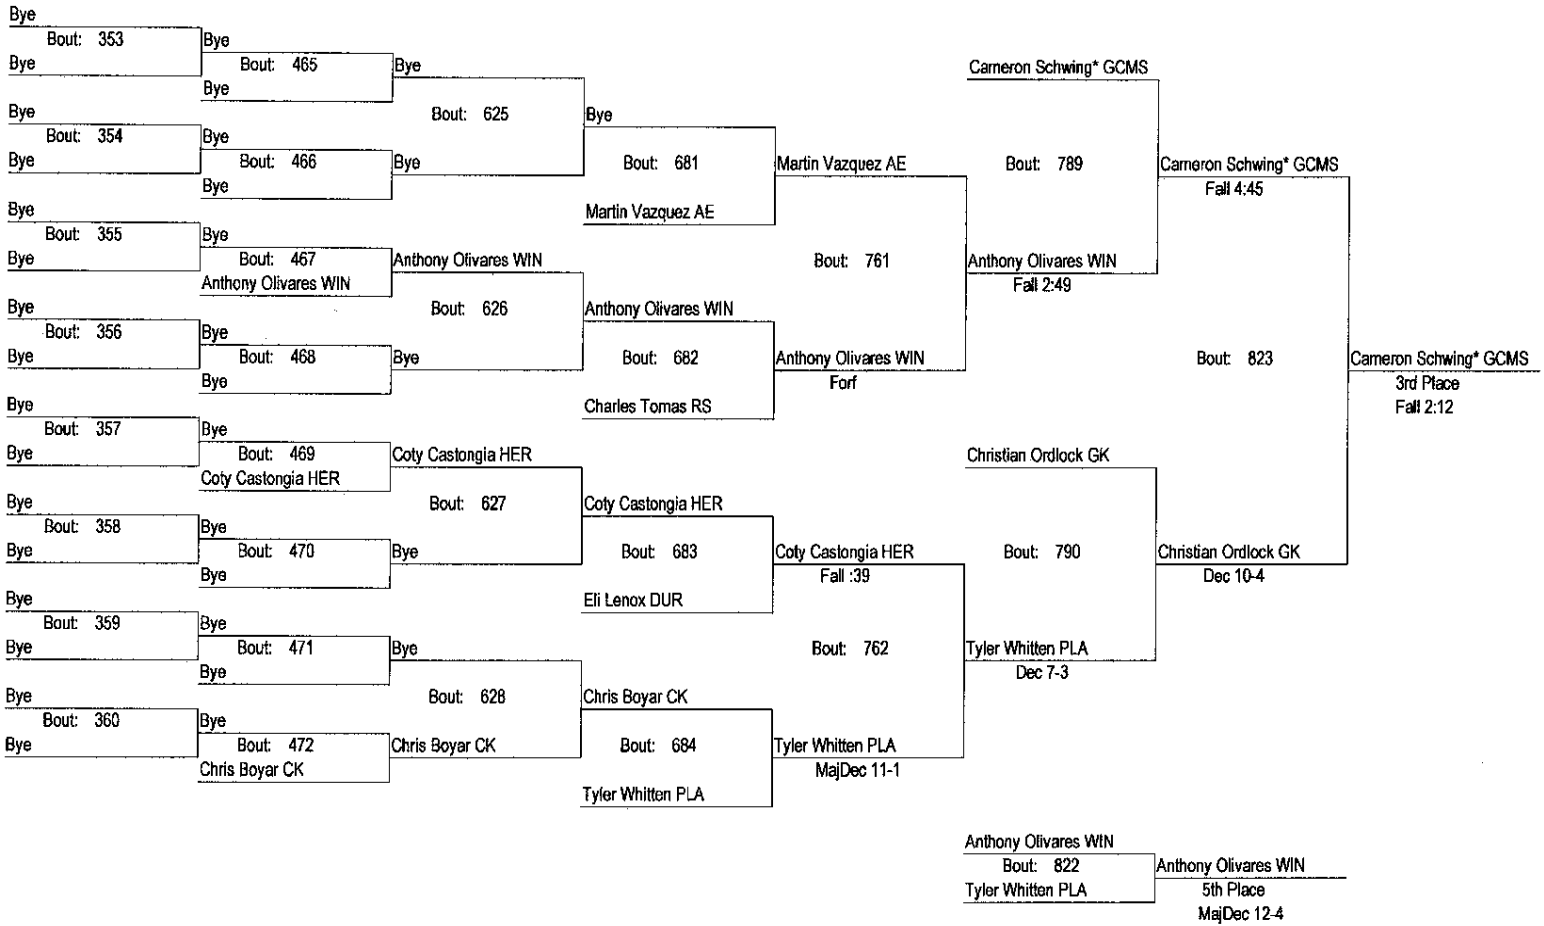 Bye
Bout: 353
Bye
Bye
Bout: 354
Bye
Bye
Bout: 355
Bye
Bye
Bout: 356
Bye
Bye
Bout: 357
Bye
Bye
Bout: 358
Bye
Bye
Bout: 359
Bye
Bye
Bout: 360
Bye
Bye
Bout: 465
Bye
Bye
Bout: 466
Bye
Bye
Bout: 467
Anthony Olivares WIN
Bye
Bout: 468
Bye
Bye
Bout: 469
Coty Castongia HER
Bye
Bout: 470
Bye
Bye
Bout: 471
Bye
Bye
Bout: 472
Chris Boyar CK
Bye
Bout: 625
Bye
Anthony Olivares WIN
Bout: 626
Bye
Coty Castongia HER
Bout: 627
Bye
Bye
Bout: 628
Chris Boyar CK
Bye
Bout: 681
Martin Vazquez AE
Anthony Olivares WIN
Bout: 682
Charles Tomas RS
Coty Castongia HER
Bout: 683
Eli Lenox DUR
Chris Boyar CK
Bout: 684
Tyler Whitten PLA
Martin Vazquez AE
Bout: 761
Anthony Olivares WIN
Forf
Coty Castongia HER
Fall :39
Bout: 762
Tyler Whitten PLA
MajDec 11-1
Cameron Schwing* GCMS
Bout: 789
Anthony Olivares WIN
Fall 2:49
Christian Ordlock GK
Bout: 790
Tyler Whitten PLA
Dec 7-3
Cameron Schwing* GCMS
Fall 4:45
Bout: 823
Christian Ordlock GK
Dec 10-4
Cameron Schwing* GCMS
3rd Place
Fall 2:12
Anthony Olivares WIN
Bout: 822
Tyler Whitten PLA
Anthony Olivares WIN
5th Place
MajDec 12-4